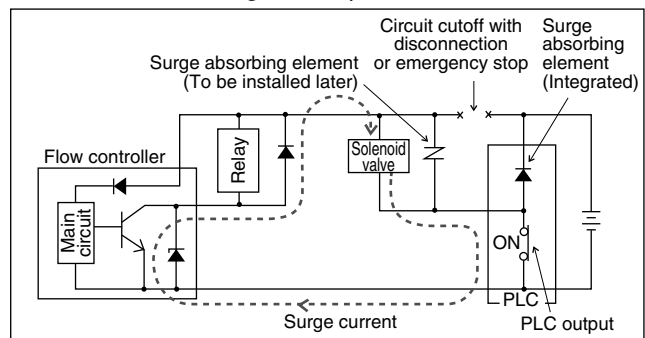 Circuit cutoff with
disconnection
or emergency stop
Surge
absorbing
element
(Integrated)
Surge absorbing element
(To be installed later)
Flow controller
Relay
Solenoid
valve
Main
circuit
ON
PLC
PLC output
Surge current